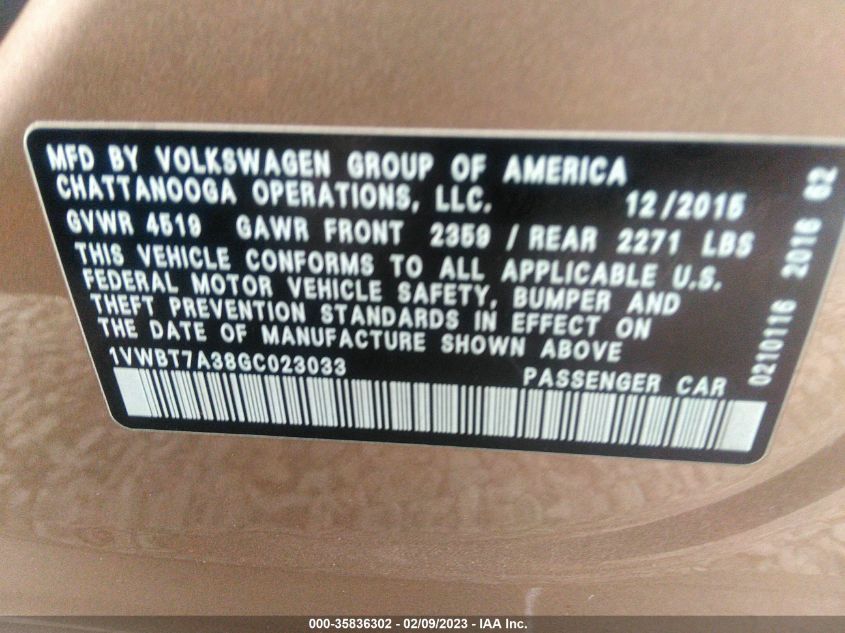 MFD BY VOLKSWAGEN GROUP OF AMERICA
CHATTANOOGA OPERATIONS, LLC. 12/2015
GVWR 4519 GAWR FRONT 2359 / REAR 2271 LBS
THIS VEHICLE CONFORMS TO ALL APPLICABLE U.S.
FEDERAL MOTOR VEHICLE SAFETY, BUMPER AND
THEFT PREVENTION STANDARDS IN EFFECT ON
THE DATE OF MANUFACTURE SHOWN ABOVE
1VWBT7A38GC023033 PASSENGER CAR
0210116 2016 62
000-35836302 - 02/09/2023 - IAA Inc.